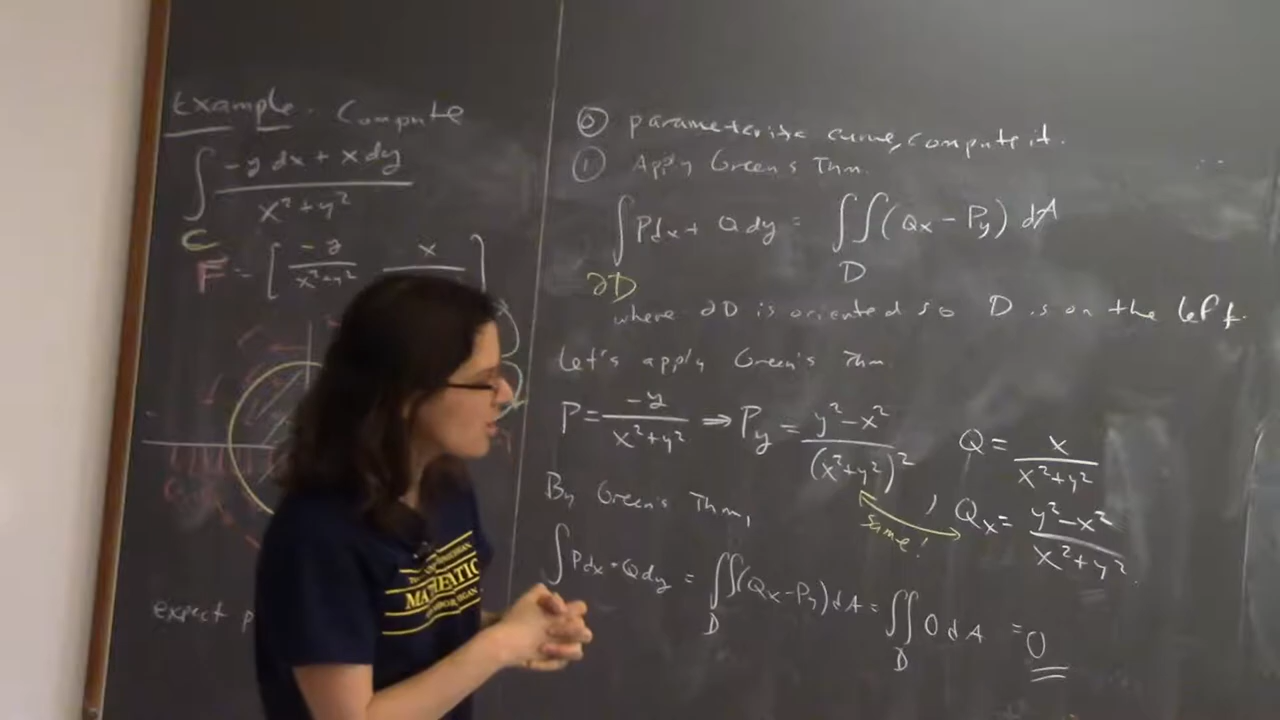 Example. Compute
∫ -y dx + x dy / x² + y²
C
F = [ -y / x² + y² x
expect
⓪ parameterize curve, compute it.
① Apply Green's Thm.
∫ Pdx + Q dy = ∬ (Qx - Py) dA
∂D D
where ∂D is oriented so D is on the left.
Let's apply Green's Thm
P = -y / x² + y² ⇒ Py = y² - x² / (x² + y²)² , Q = x / x² + y²
same! Qx = y² - x² / x² + y² .
By Green's Thm,
∫ Pdx + Q dy = ∬ (Qx - Py) dA = ∬ 0 dA = 0
D D
MATHEMATIC